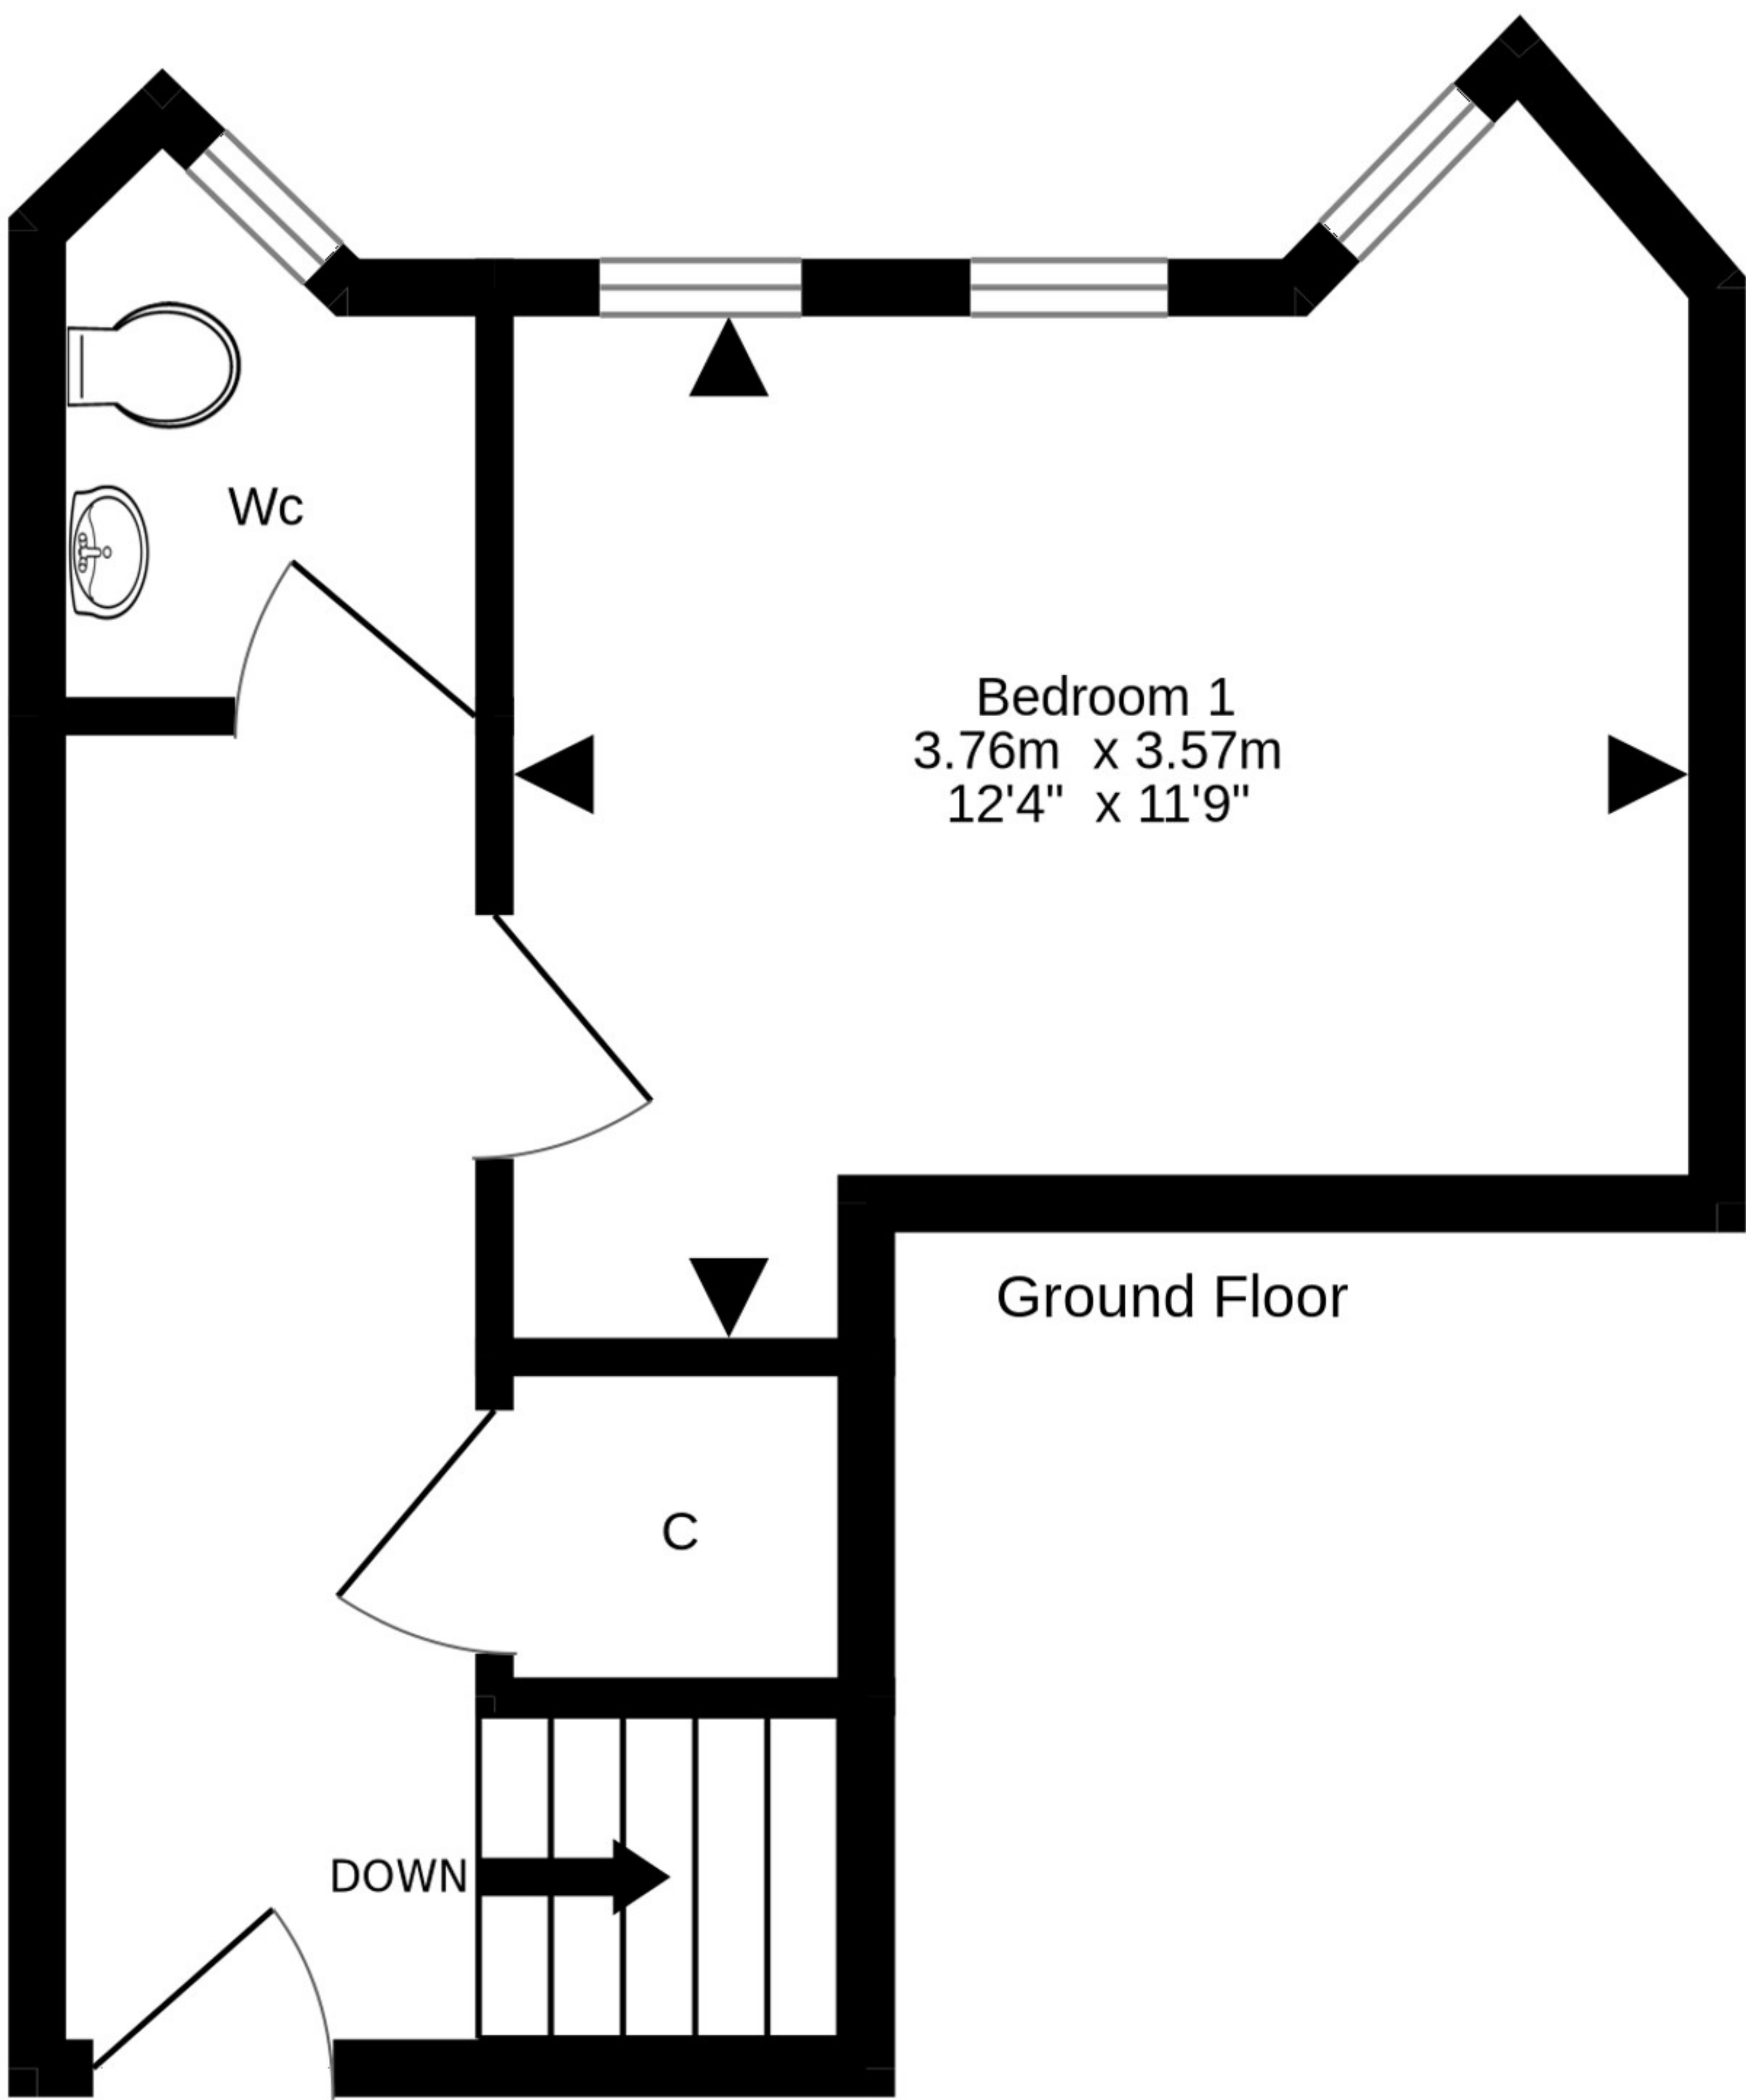 Wc
Bedroom 1
3.76m x 3.57m
12'4" x 11'9"
Ground Floor
C
DOWN